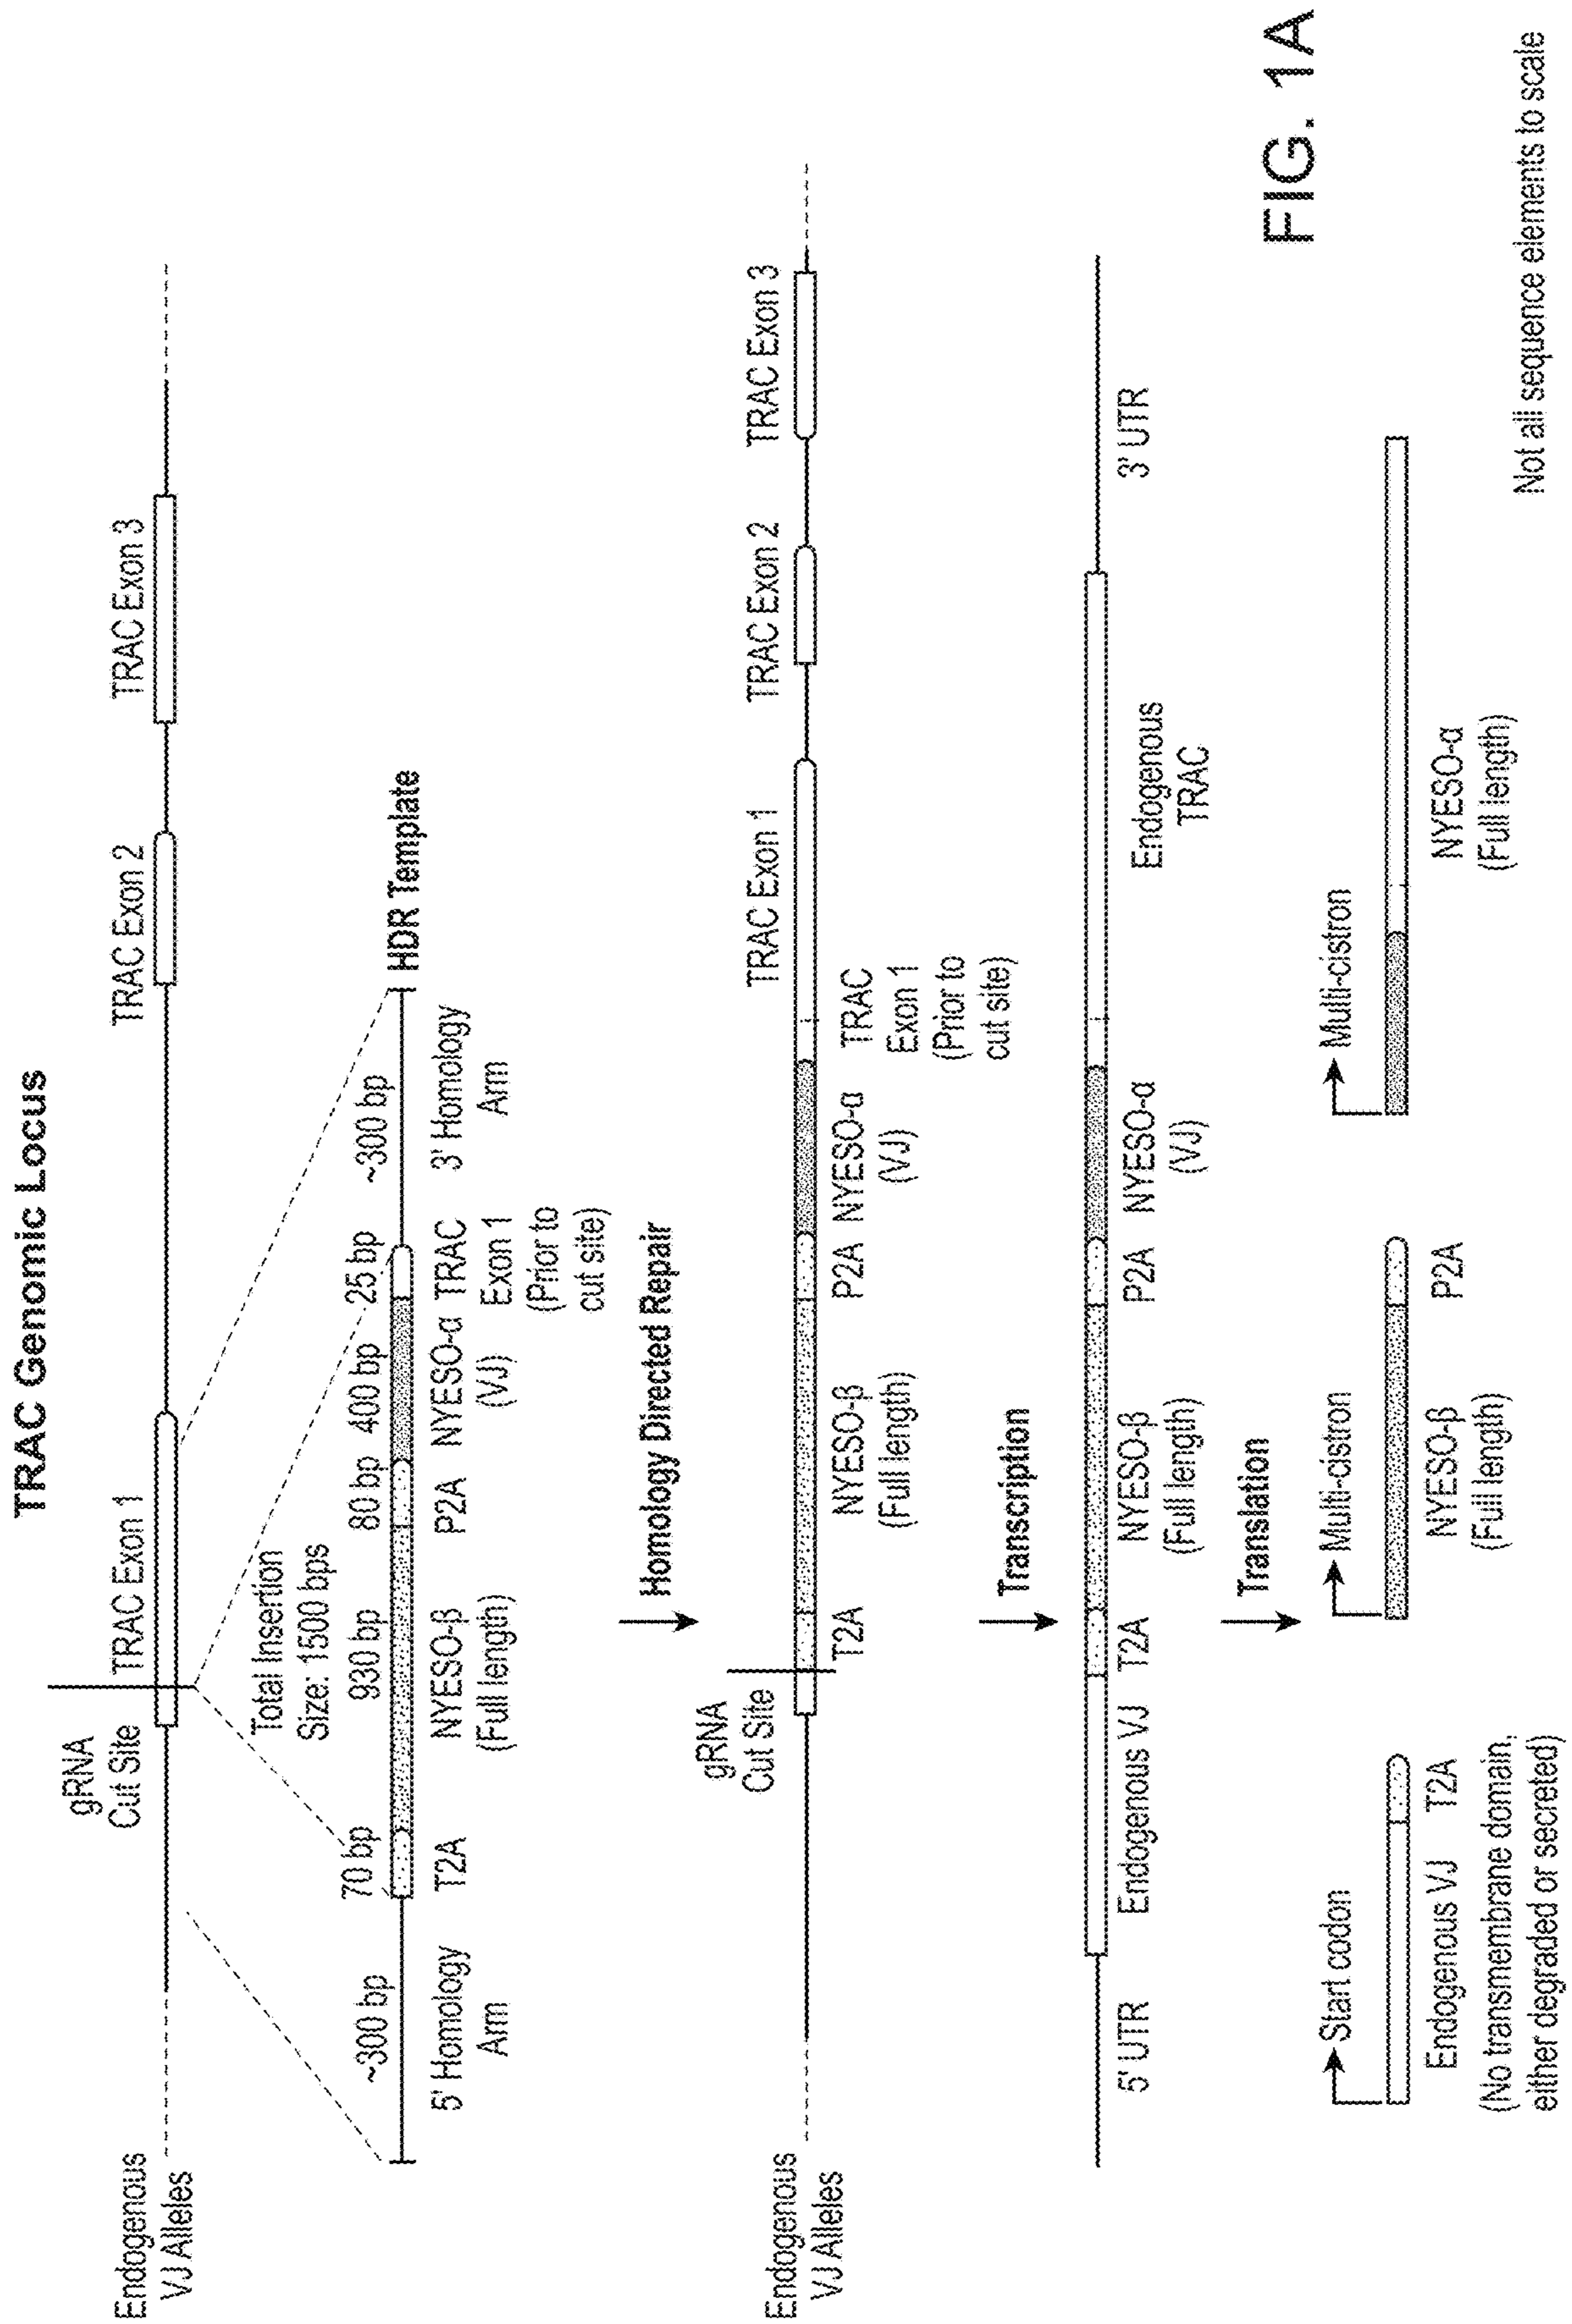 TRAC Genomic Locus
Endogenous
VJ Alleles
gRNA
Cut Site
TRAC Exon 1
TRAC Exon 2
TRAC Exon 3
Total Insertion
Size: 1500 bps
~300 bp
70 bp
930 bp
80 bp
400 bp
25 bp
~300 bp
HDR Template
5' Homology
Arm
T2A
NYESO-β
(Full length)
P2A
NYESO-α
(VJ)
TRAC
Exon 1
(Prior to
cut site)
3' Homology
Arm
Homology Directed Repair
Endogenous
VJ Alleles
gRNA
Cut Site
TRAC Exon 1
TRAC Exon 2
TRAC Exon 3
T2A
NYESO-β
(Full length)
P2A
NYESO-α
(VJ)
TRAC
Exon 1
(Prior to
cut site)
Transcription
5' UTR
Endogenous VJ
T2A
NYESO-β
(Full length)
P2A
NYESO-α
(VJ)
Endogenous
TRAC
3' UTR
Translation
Start codon
Multi-cistron
Multi-cistron
Endogenous VJ
T2A
(No transmembrane domain,
either degraded or secreted)
NYESO-β
(Full length)
P2A
NYESO-α
(Full length)
FIG. 1A
Not all sequence elements to scale